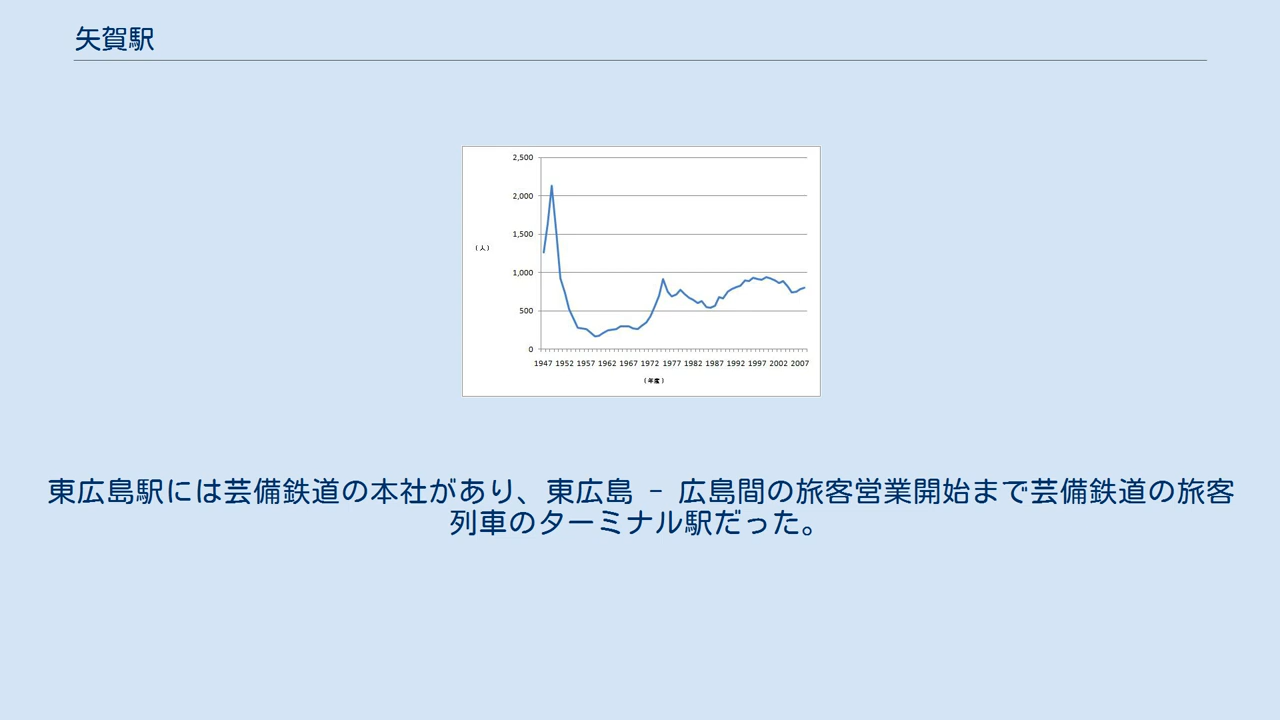 矢賀駅
2,500
2,000
1,500
（人）
1,000
500
0
1947 1952 1957 1962 1967 1972 1977 1982 1987 1992 1997 2002 2007
（年度）
東広島駅には芸備鉄道の本社があり、東広島 - 広島間の旅客営業開始まで芸備鉄道の旅客
列車のターミナル駅だった。